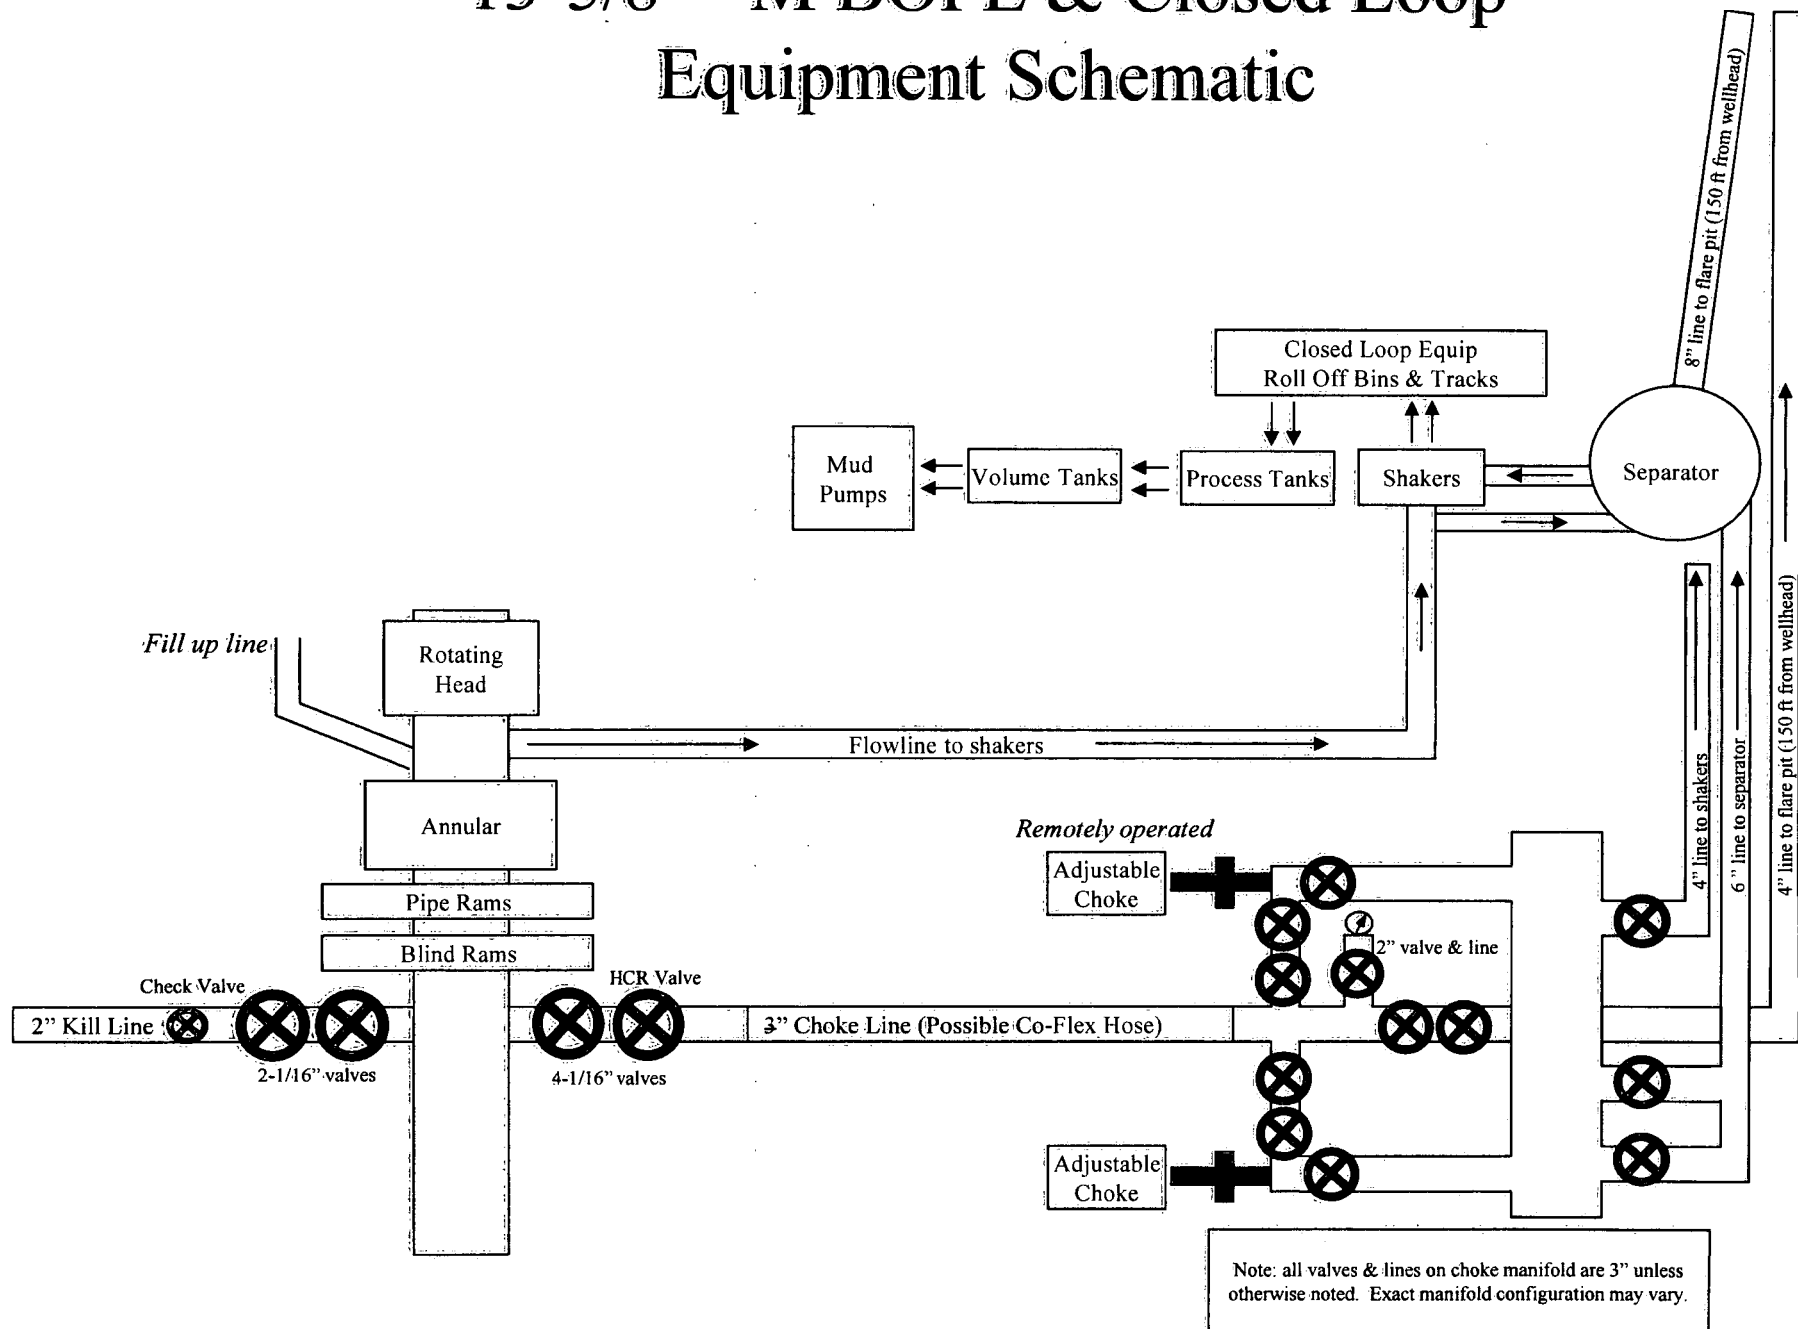 & Closed Loop
Equipment Schematic
8” line to flare pit (150 ft from wellhead)
Closed Loop Equip
Roll Off Bins & Tracks
Mud
Pumps
Volume Tanks
Process Tanks
Shakers
Separator
Fill up line
Rotating
Head
Flowline to shakers
Annular
Pipe Rams
Blind Rams
Remotely operated
Adjustable
Choke
4” line to shakers
6 ” line to separator
4” line to flare pit (150 ft from wellhead)
2” valve & line
Check Valve
HCR Valve
2” Kill Line
3” Choke Line (Possible Co-Flex Hose)
2-1/16” valves
4-1/16” valves
Adjustable
Choke
Note: all valves & lines on choke manifold are 3” unless
otherwise noted. Exact manifold configuration may vary.